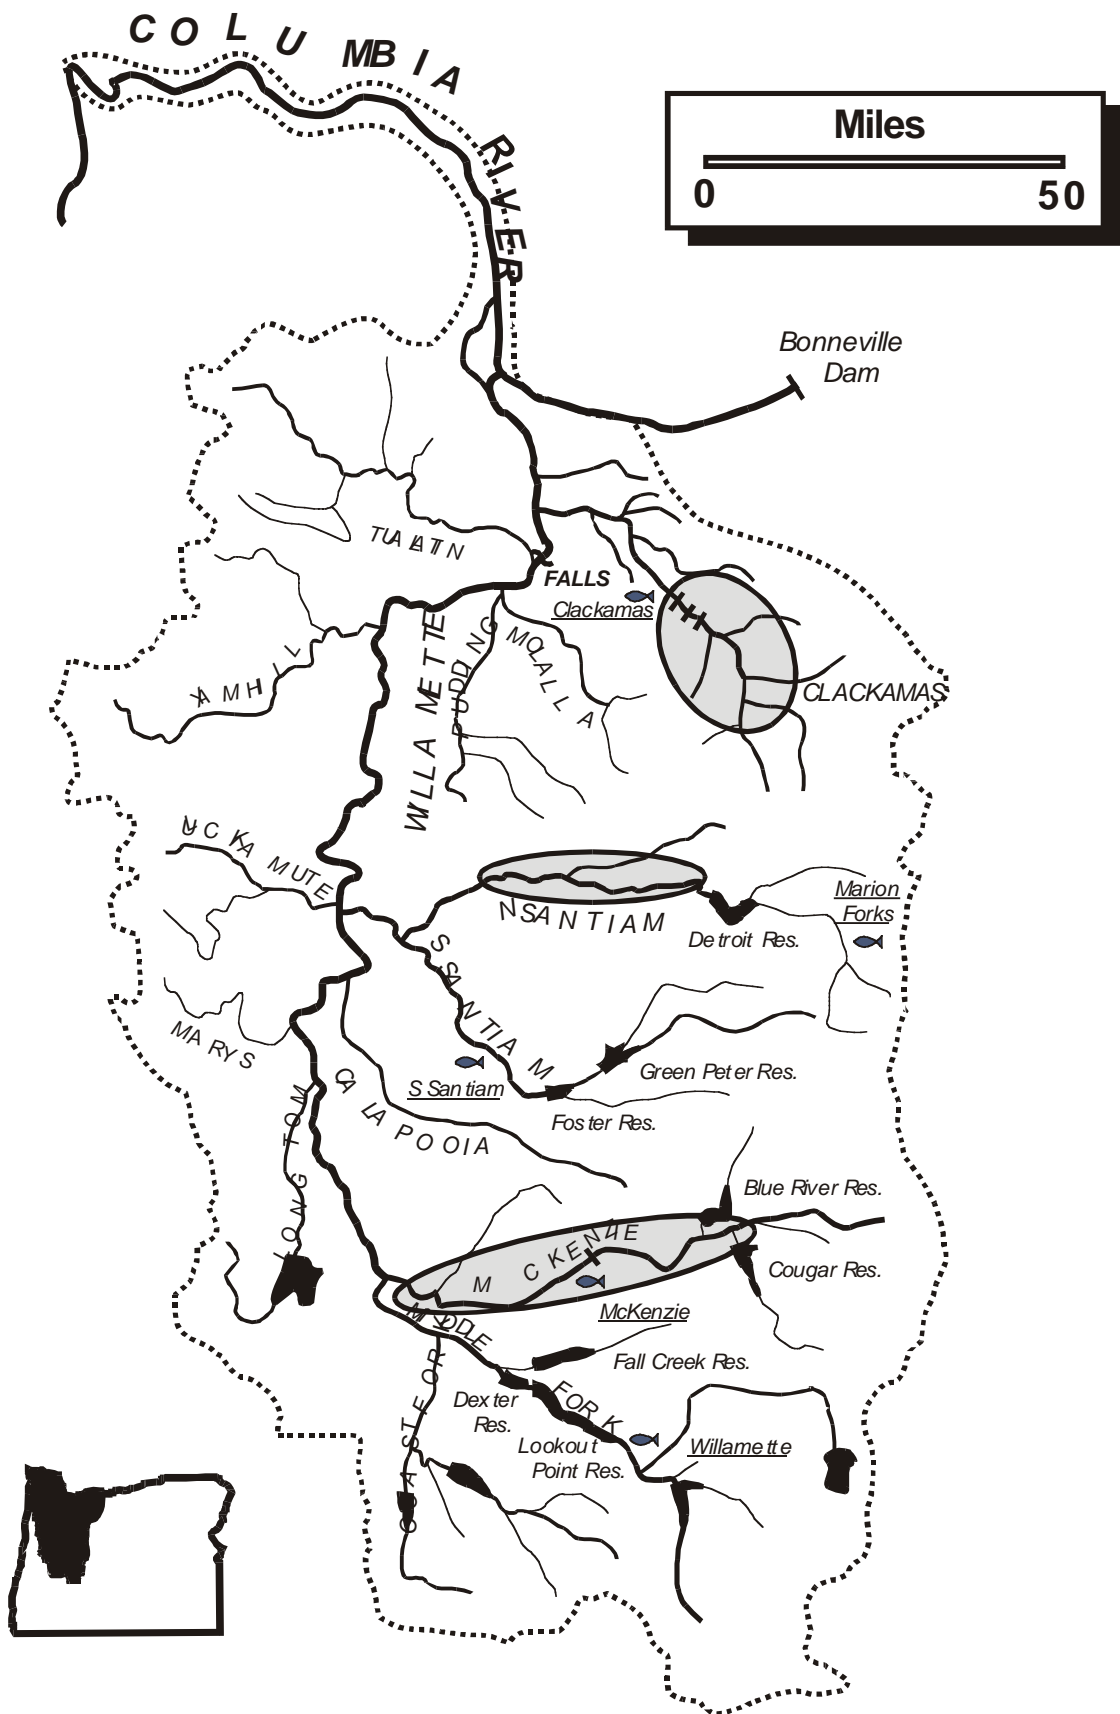 COLUMBIA RIVER
Miles
0 50
Bonneville
Dam
TUALATIN
FALLS
Clackamas
WILLAMETTE
PUDDING
MOLALLA
YAMHILL
CLACKAMAS
LUCKIAMUTE
N SANTIAM
Marion
Forks
Detroit Res.
S SANTIAM
MARYS
Green Peter Res.
S Santiam
Foster Res.
CALAPOOIA
LONG TOM
Blue River Res.
MCKENZIE
Cougar Res.
McKenzie
MIDDLE FORK
Fall Creek Res.
COAST FORK
Dexter
Res.
Lookout
Point Res.
Willamette